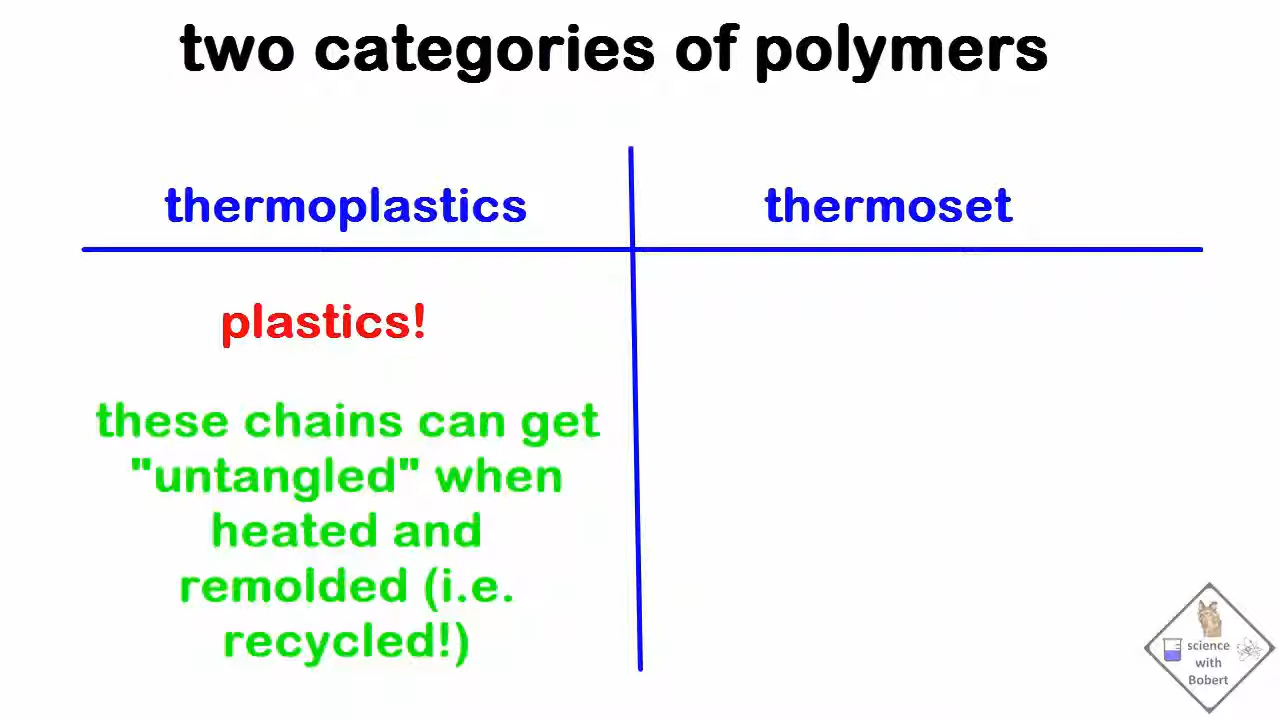 two categories of polymers
thermoplastics
thermoset
plastics!
these chains can get
"untangled" when
heated and
remolded (i.e.
recycled!)
science
with
Bobert